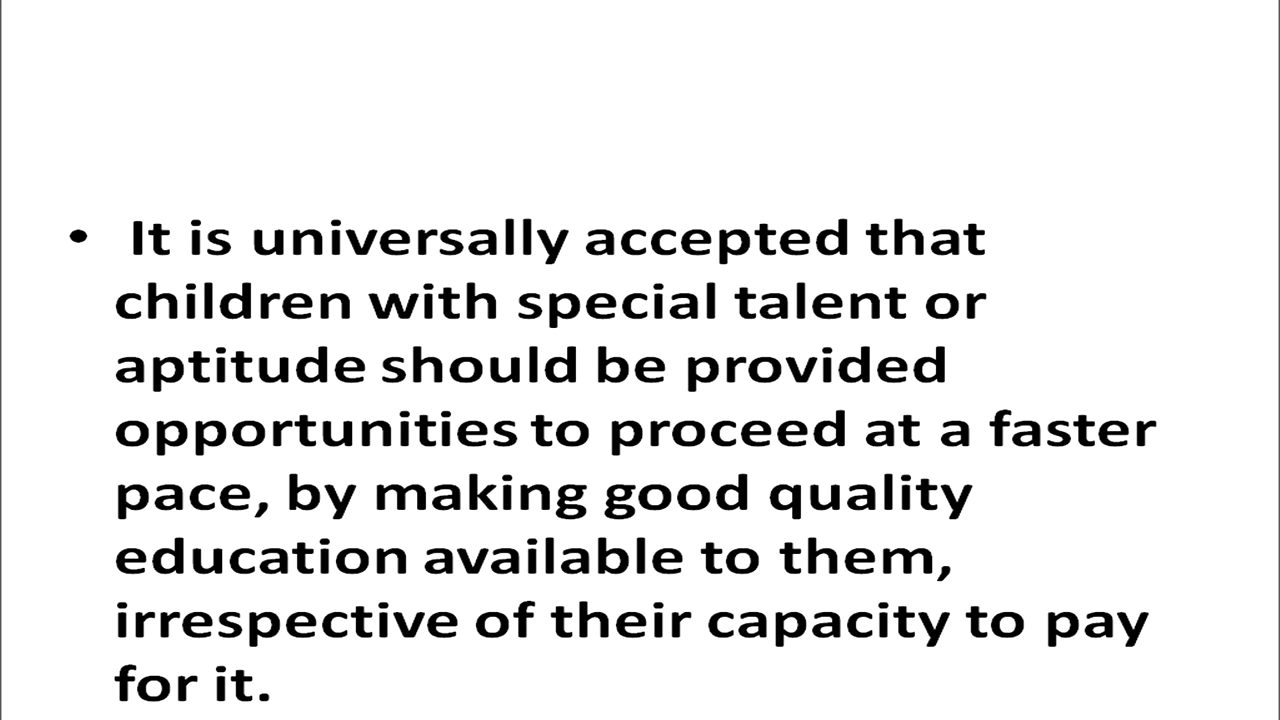 • It is universally accepted that
children with special talent or
aptitude should be provided
opportunities to proceed at a faster
pace, by making good quality
education available to them,
irrespective of their capacity to pay
for it.